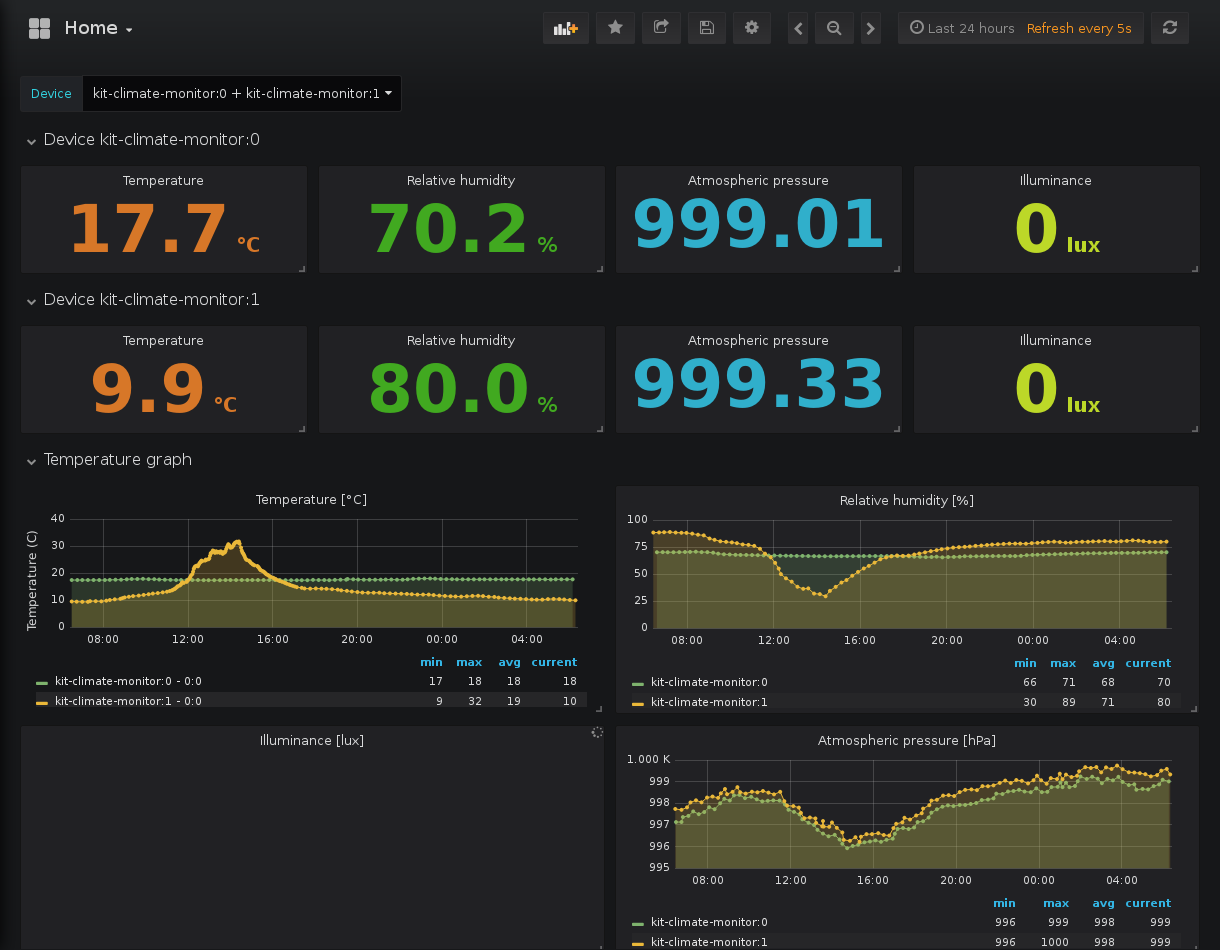 Home
Last 24 hours Refresh every 5s
Device kit-climate-monitor:0 + kit-climate-monitor:1
Device kit-climate-monitor:0
Temperature
17.7 °C
Relative humidity
70.2 %
Atmospheric pressure
999.01
Illuminance
0 lux
Device kit-climate-monitor:1
Temperature
9.9 °C
Relative humidity
80.0 %
Atmospheric pressure
999.33
Illuminance
0 lux
Temperature graph
Temperature [°C]
Temperature (C)
40
30
20
10
0
08:00 12:00 16:00 20:00 00:00 04:00
min max avg current
kit-climate-monitor:0 - 0:0 17 18 18 18
kit-climate-monitor:1 - 0:0 9 32 19 10
Relative humidity [%]
100
75
50
25
0
08:00 12:00 16:00 20:00 00:00 04:00
min max avg current
kit-climate-monitor:0 66 71 68 70
kit-climate-monitor:1 30 89 71 80
Illuminance [lux]
Atmospheric pressure [hPa]
1.000 K
999
998
997
996
995
08:00 12:00 16:00 20:00 00:00 04:00
min max avg current
kit-climate-monitor:0 996 999 998 999
kit-climate-monitor:1 996 1000 998 999